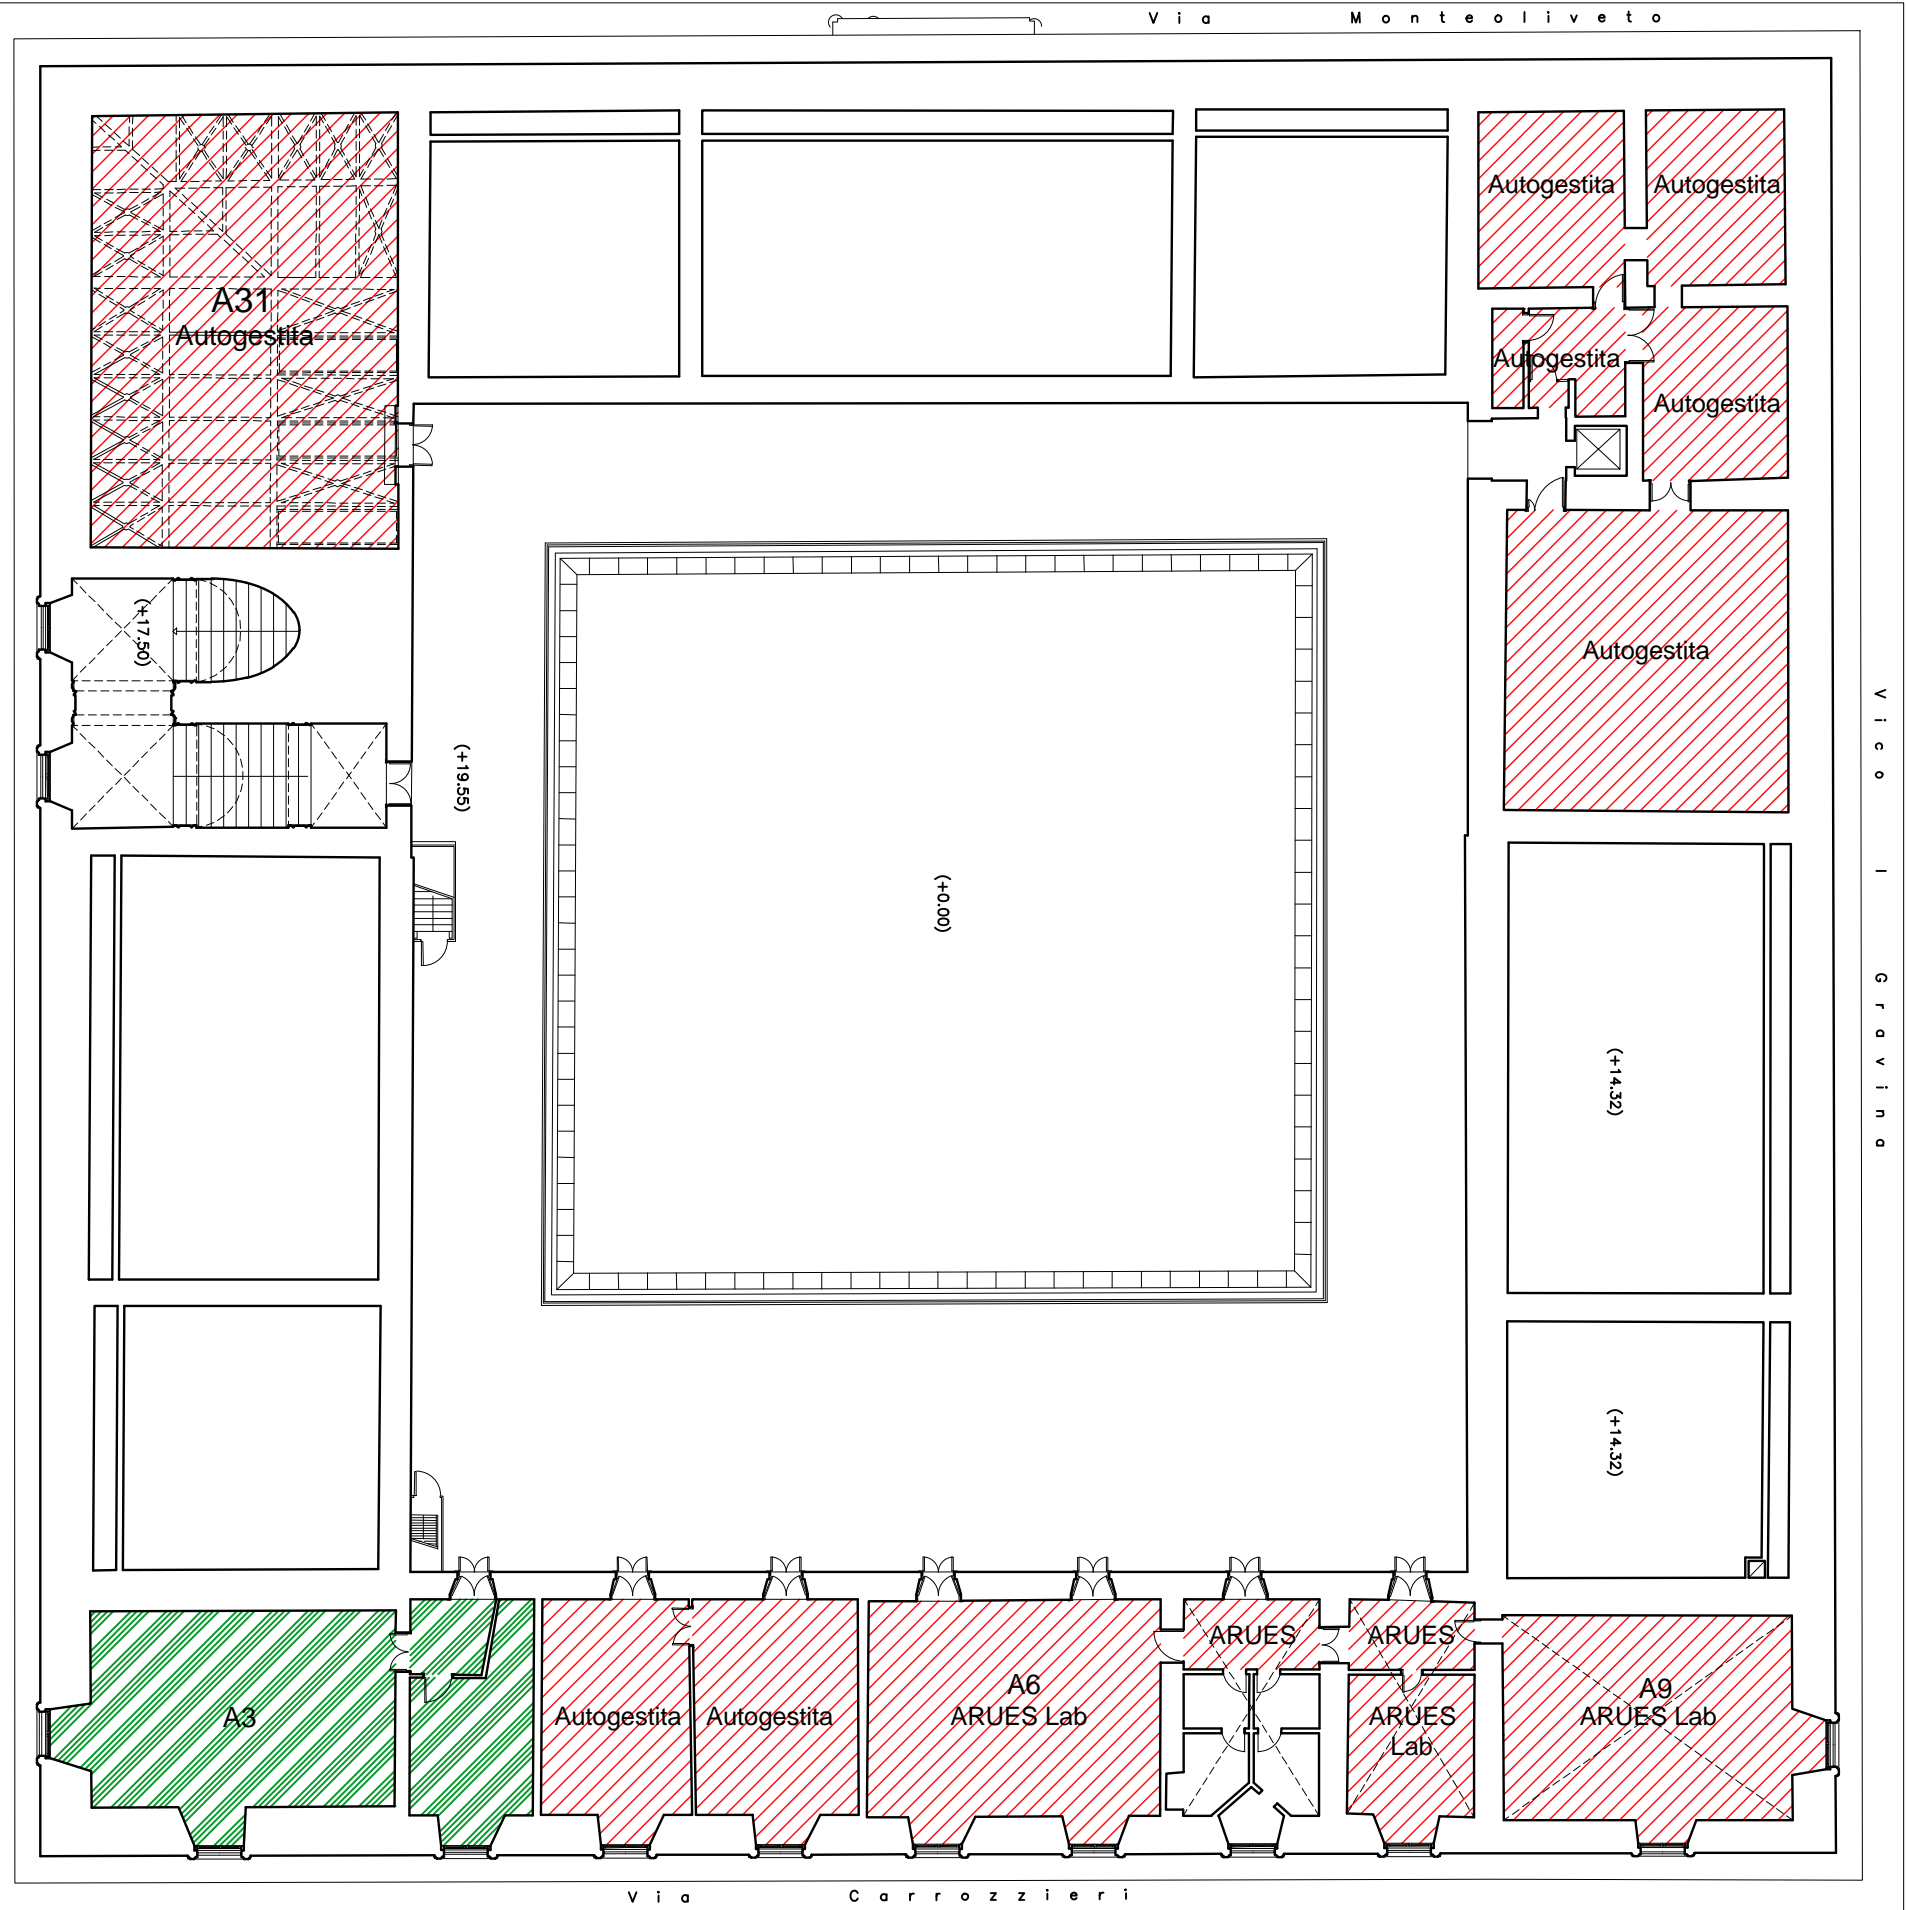 Via Monteoliveto
Autogestita
Autogestita
A31
Autogestita
Autogestita
Autogestita
Autogestita
(+17.50)
(+19.55)
(+0.00)
Vico I Gravina
(+14.32)
(+14.32)
A3
Autogestita
Autogestita
A6
ARUES Lab
ARUES
ARUES
ARUES
Lab
A9
ARUES Lab
Via Carrozzieri